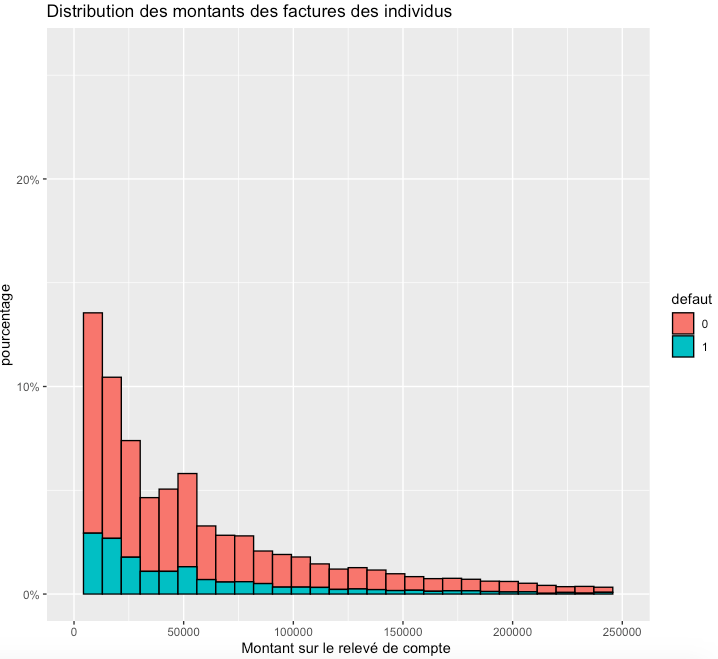 Distribution des montants des factures des individus
20%
10%
0%
pourcentage
0 50000 100000 150000 200000 250000
Montant sur le relevé de compte
defaut
0
1